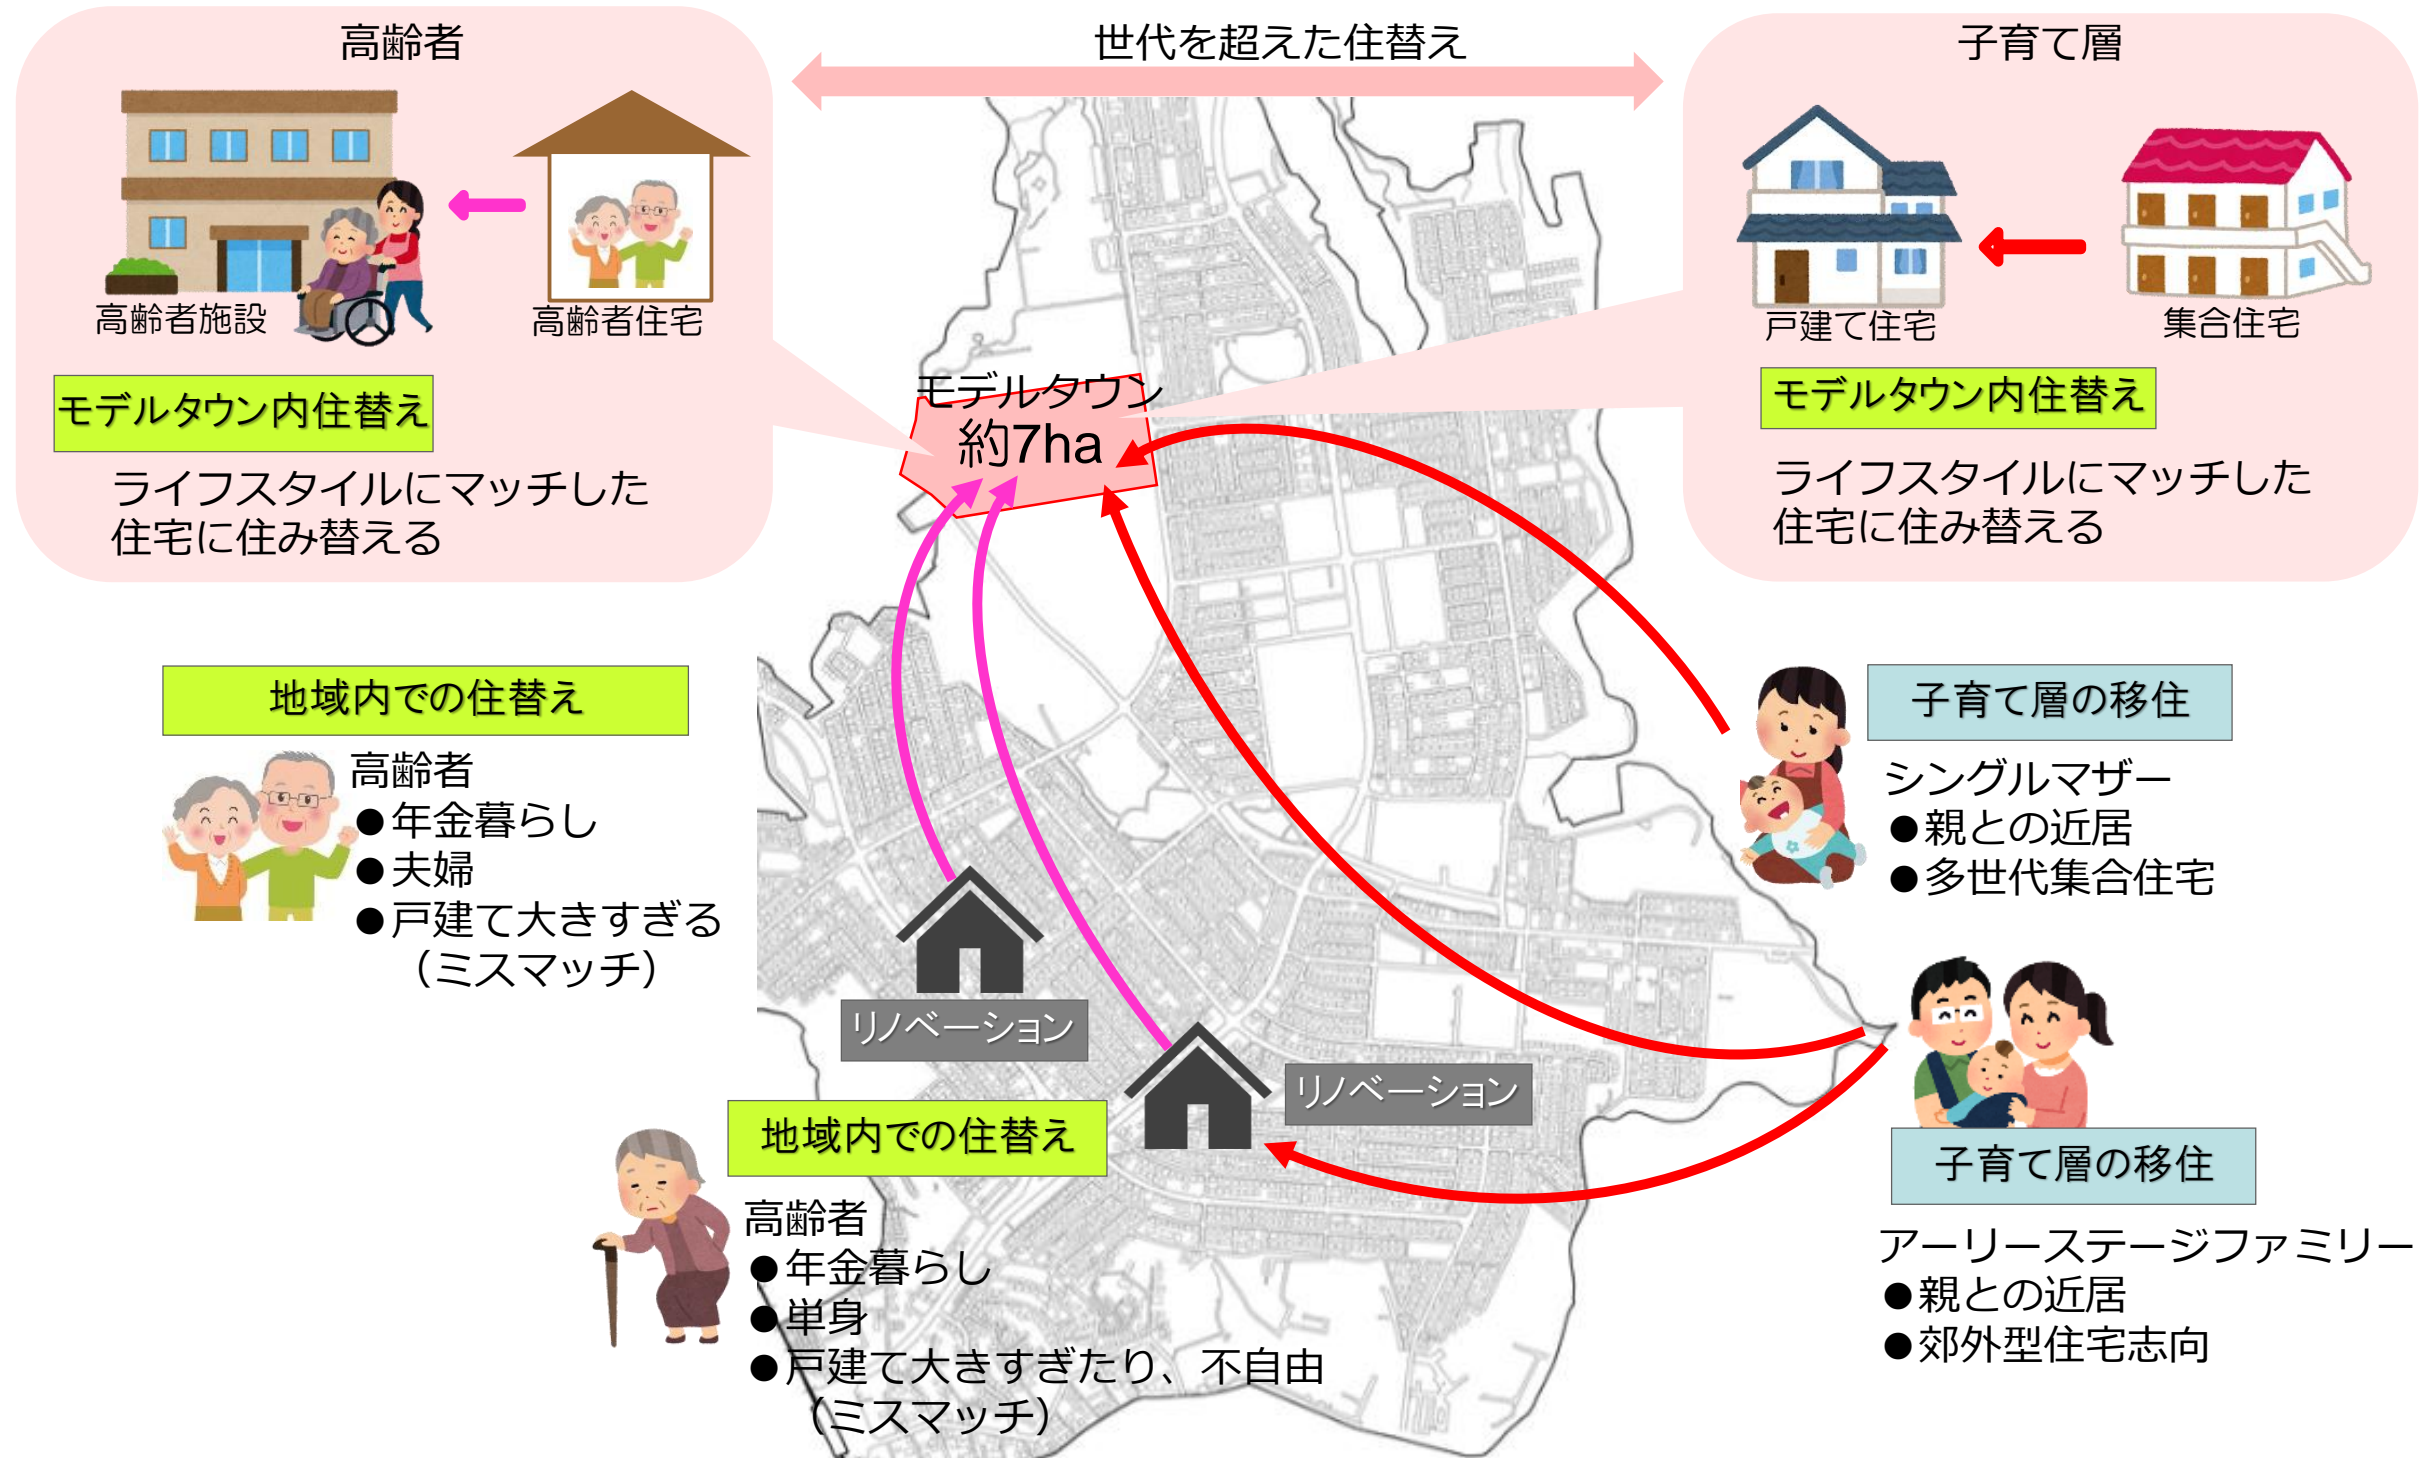 高齢者
世代を超えた住替え
子育て層
高齢者施設
高齢者住宅
戸建て住宅
集合住宅
モデルタウン内住替え
ライフスタイルにマッチした
住宅に住み替える
モデルタウン
約7ha
モデルタウン内住替え
ライフスタイルにマッチした
住宅に住み替える
地域内での住替え
高齢者
●年金暮らし
●夫婦
●戸建て大きすぎる
（ミスマッチ）
子育て層の移住
シングルマザー
●親との近居
●多世代集合住宅
リノベーション
リノベーション
地域内での住替え
高齢者
●年金暮らし
●単身
●戸建て大きすぎたり、不自由
（ミスマッチ）
子育て層の移住
アーリーステージファミリー
●親との近居
●郊外型住宅志向